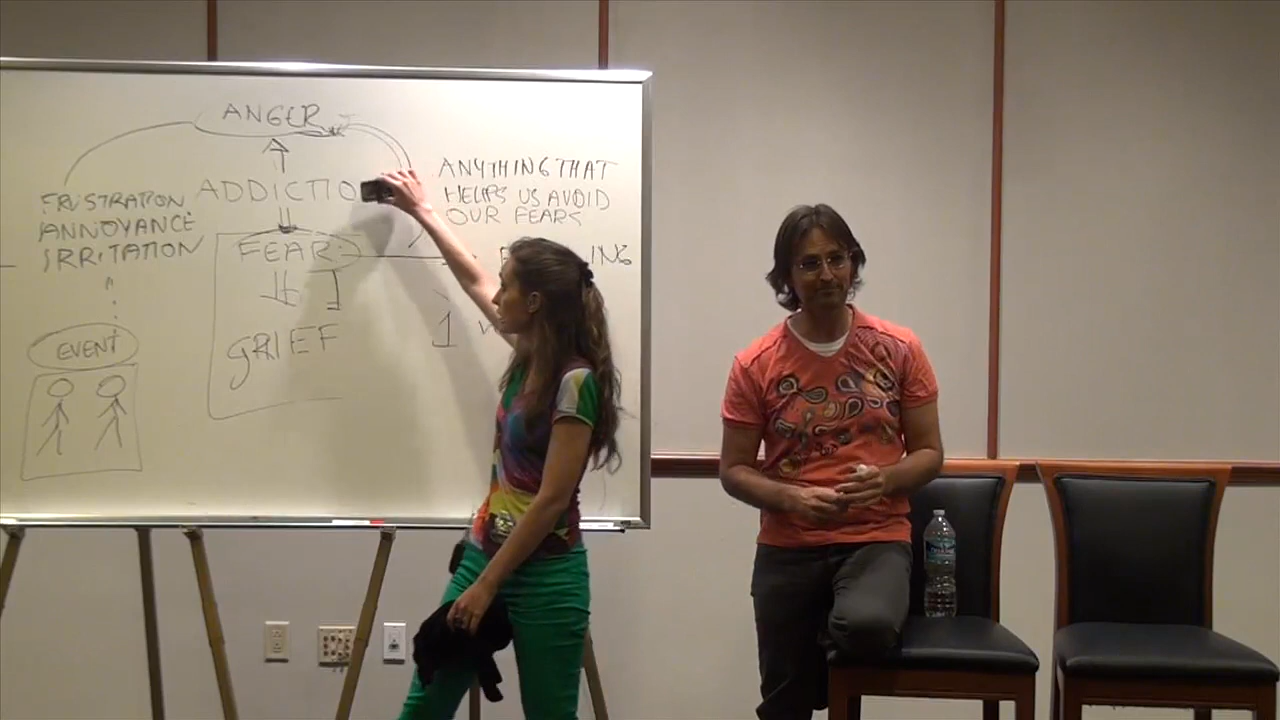 ANGER
ADDICTIO
ANYTHING THAT
HELPS US AVOID
OUR FEARS
FRUSTRATION
ANNOYANCE
IRRITATION
FEAR
GRIEF
EVENT